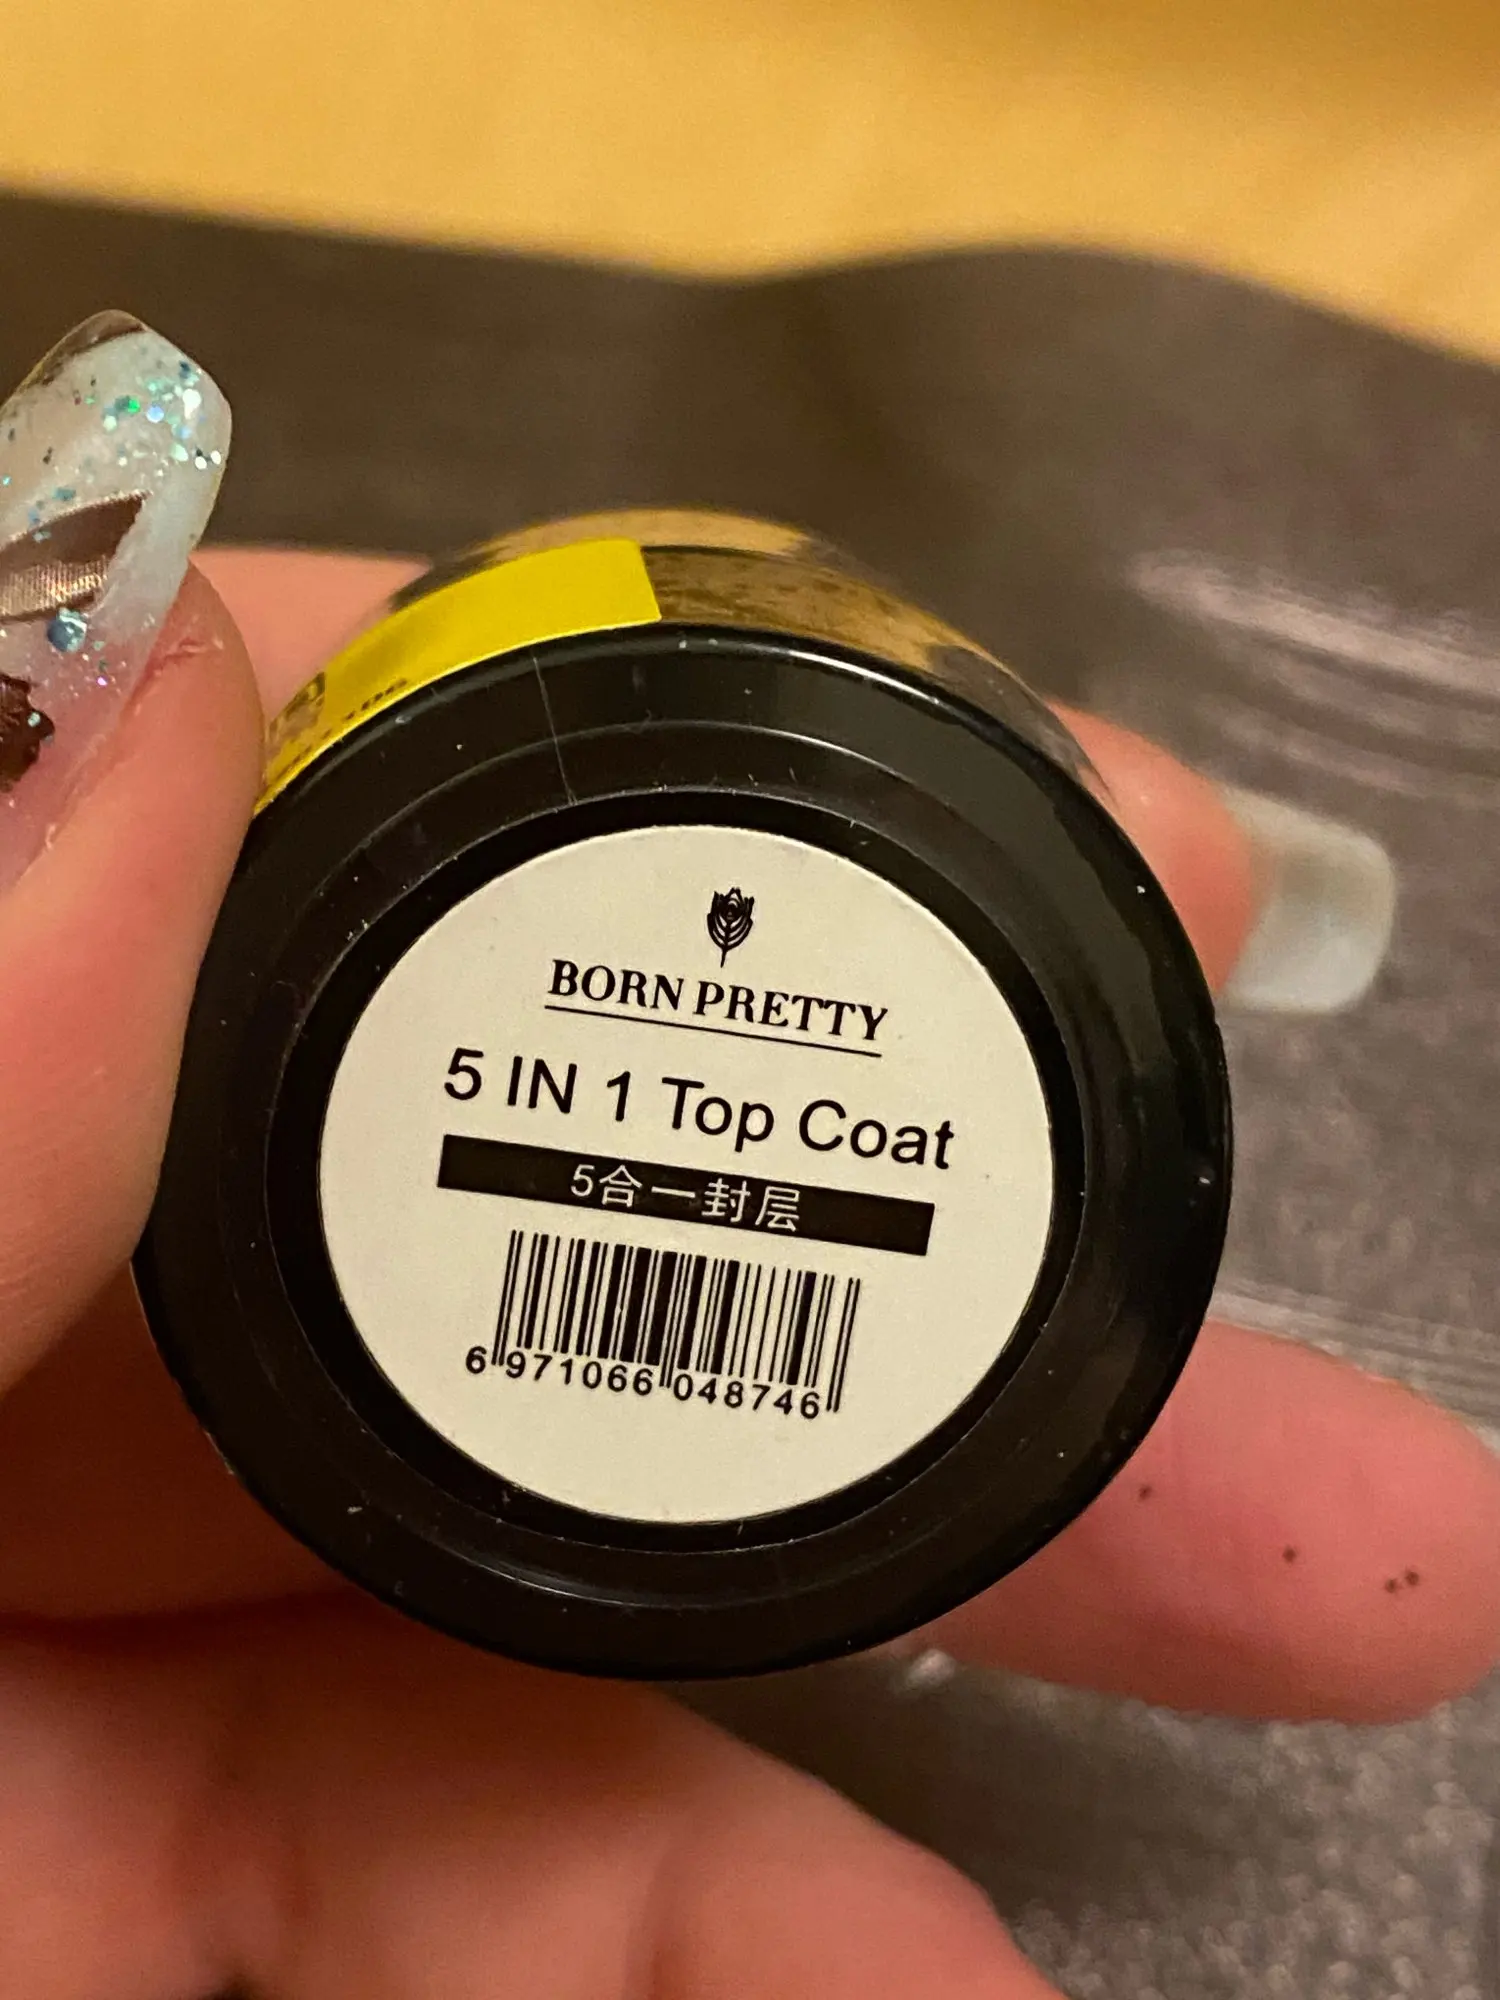 BORN PRETTY
5 IN 1 Top Coat
5合一封层
6 971066 048746